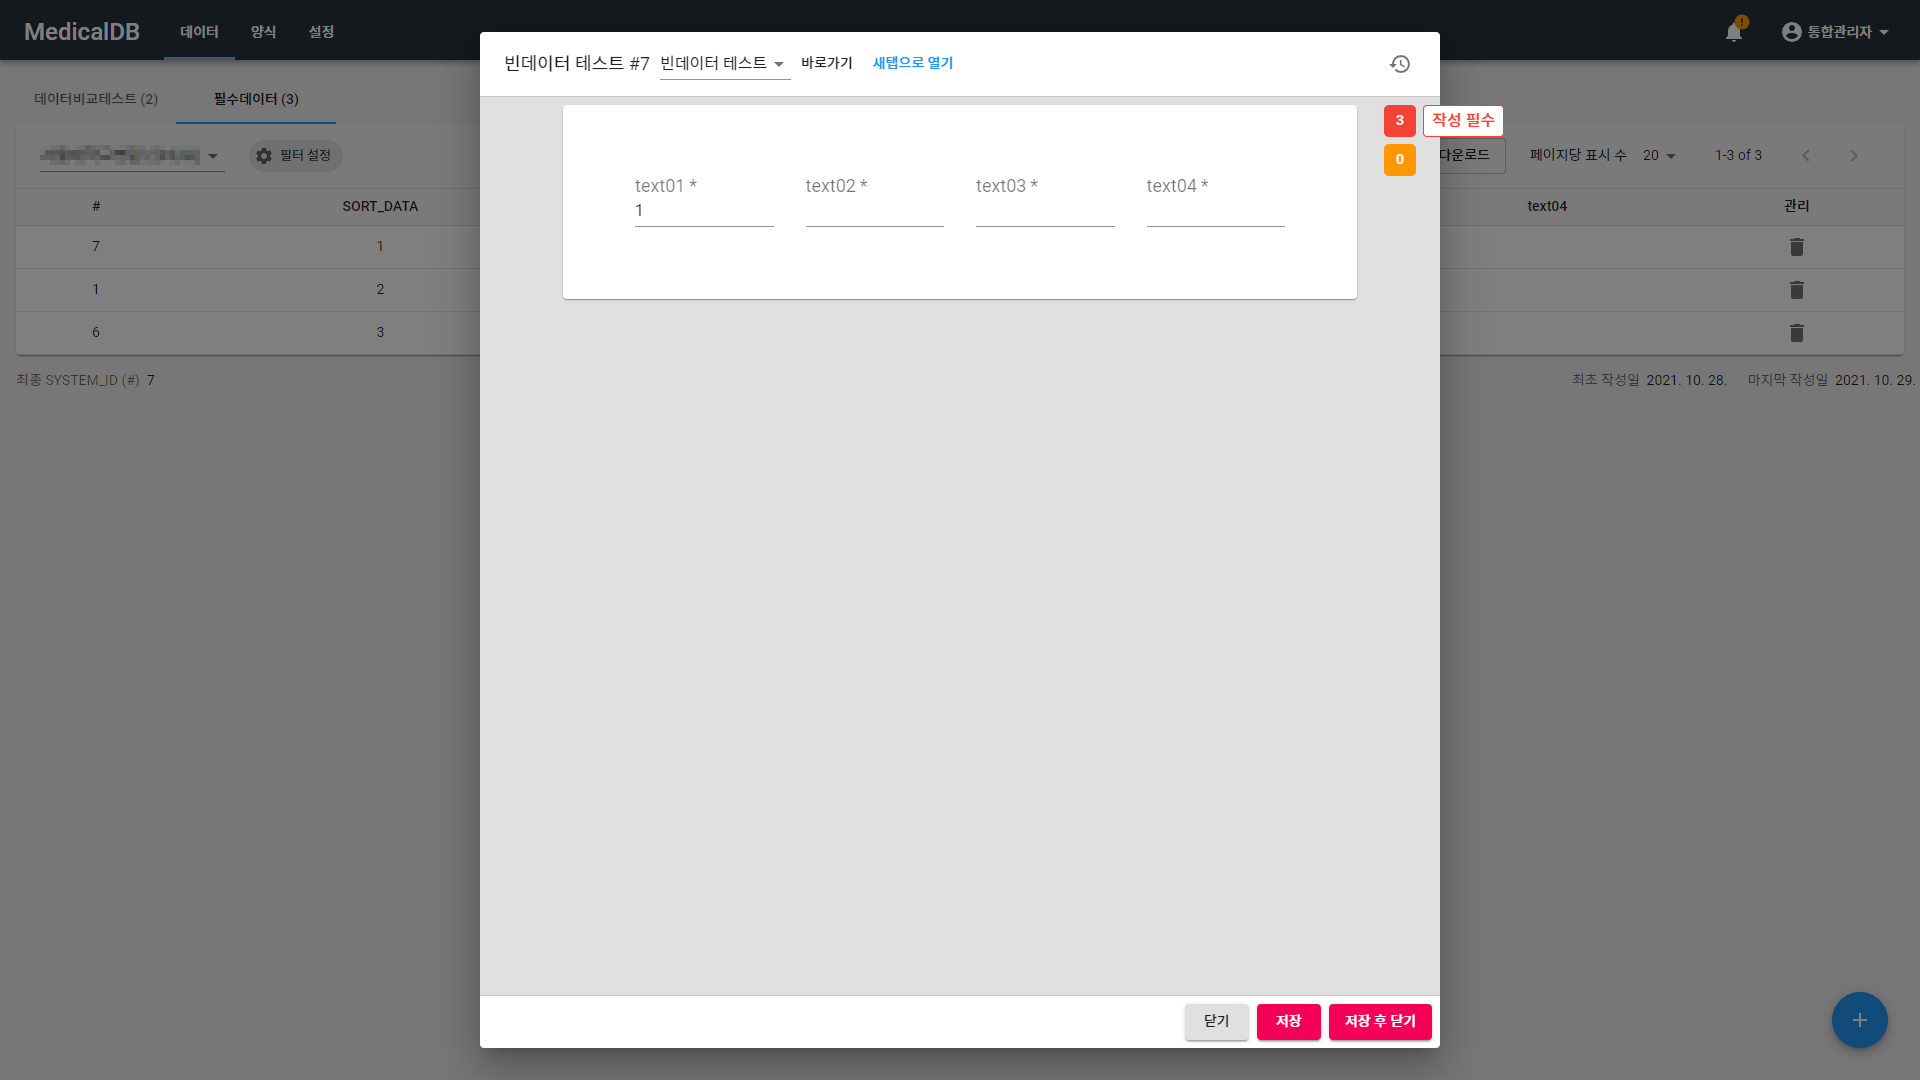 MedicalDB 데이터 양식 설정 ! 통합관리자
빈데이터 테스트 #7 빈데이터 테스트 바로가기 새탭으로 열기
데이터비교테스트 (2) 필수데이터 (3)
3 작성 필수
0
필터 설정 다운로드 페이지당 표시 수 20 1-3 of 3
text01 * text02 * text03 * text04 *
1
# SORT_DATA text04 관리
7 1
1 2
6 3
최종 SYSTEM_ID (#) 7 최초 작성일 2021. 10. 28. 마지막 작성일 2021. 10. 29.
닫기 저장 저장 후 닫기
+